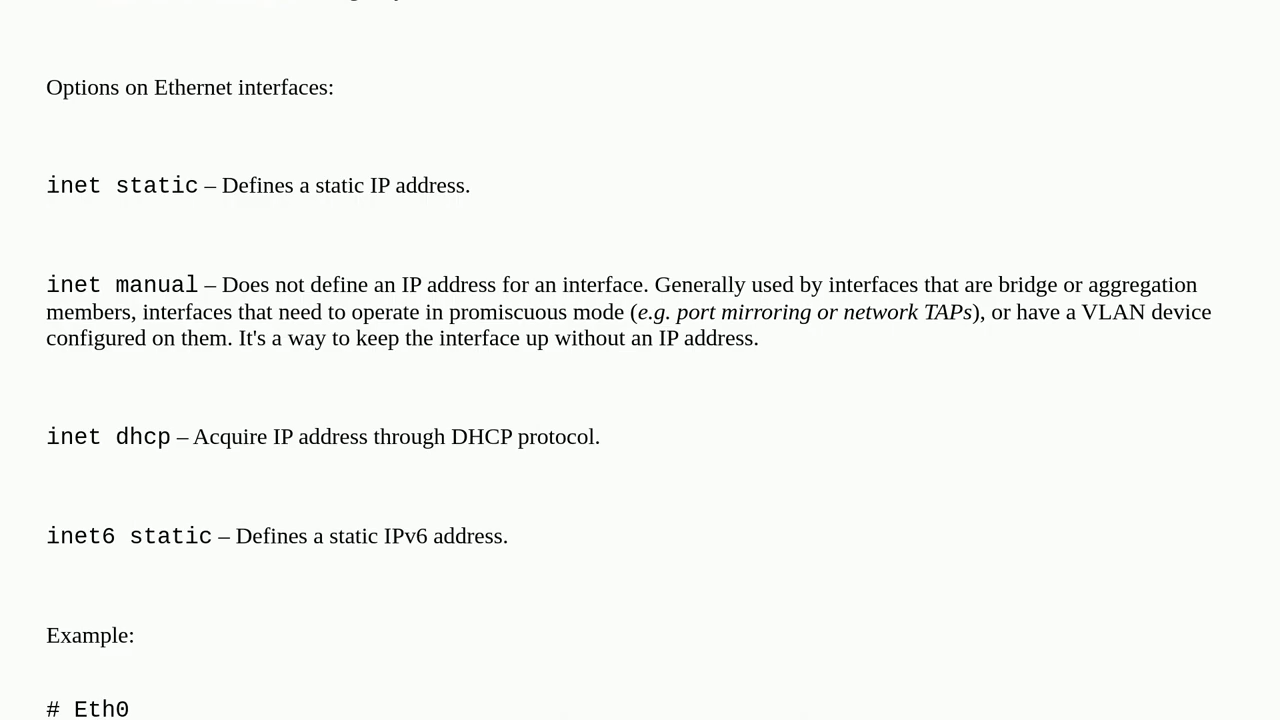 Options on Ethernet interfaces:
inet static – Defines a static IP address.
inet manual – Does not define an IP address for an interface. Generally used by interfaces that are bridge or aggregation
members, interfaces that need to operate in promiscuous mode (e.g. port mirroring or network TAPs), or have a VLAN device
configured on them. It's a way to keep the interface up without an IP address.
inet dhcp – Acquire IP address through DHCP protocol.
inet6 static – Defines a static IPv6 address.
Example:
# Eth0